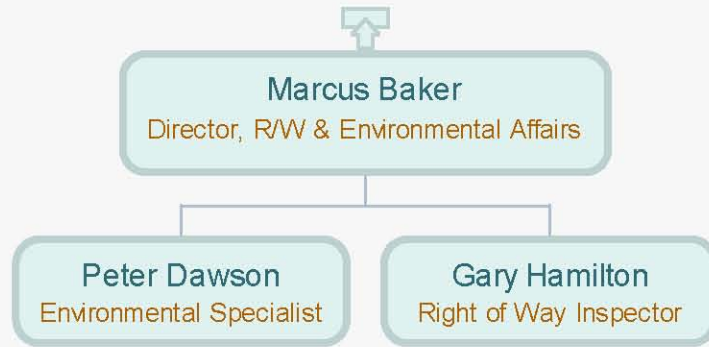 Marcus Baker
Director, R/W & Environmental Affairs
Peter Dawson
Environmental Specialist
Gary Hamilton
Right of Way Inspector